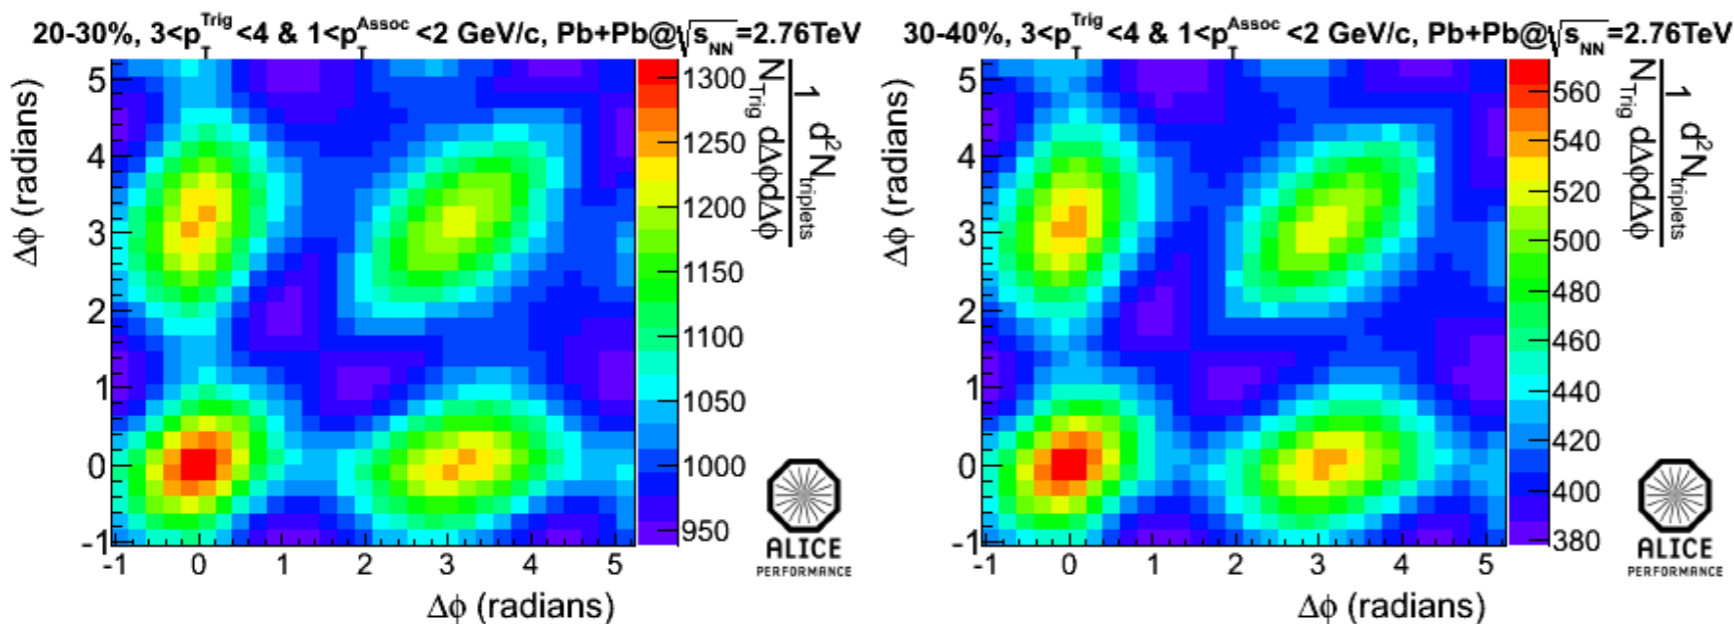 20-30%, 3<p_T^Trig<4 & 1<p_T^Assoc<2 GeV/c, Pb+Pb@√s_NN=2.76TeV
Δϕ (radians)
5
4
3
2
1
0
-1
-1 0 1 2 3 4 5
Δϕ (radians)
1300
1250
1200
1150
1100
1050
1000
950
1 d²N_triplets
N_Trig dΔϕdΔϕ
ALICE
PERFORMANCE
30-40%, 3<p_T^Trig<4 & 1<p_T^Assoc<2 GeV/c, Pb+Pb@√s_NN=2.76TeV
Δϕ (radians)
5
4
3
2
1
0
-1
-1 0 1 2 3 4 5
Δϕ (radians)
560
540
520
500
480
460
440
420
400
380
1 d²N_triplets
N_Trig dΔϕdΔϕ
ALICE
PERFORMANCE